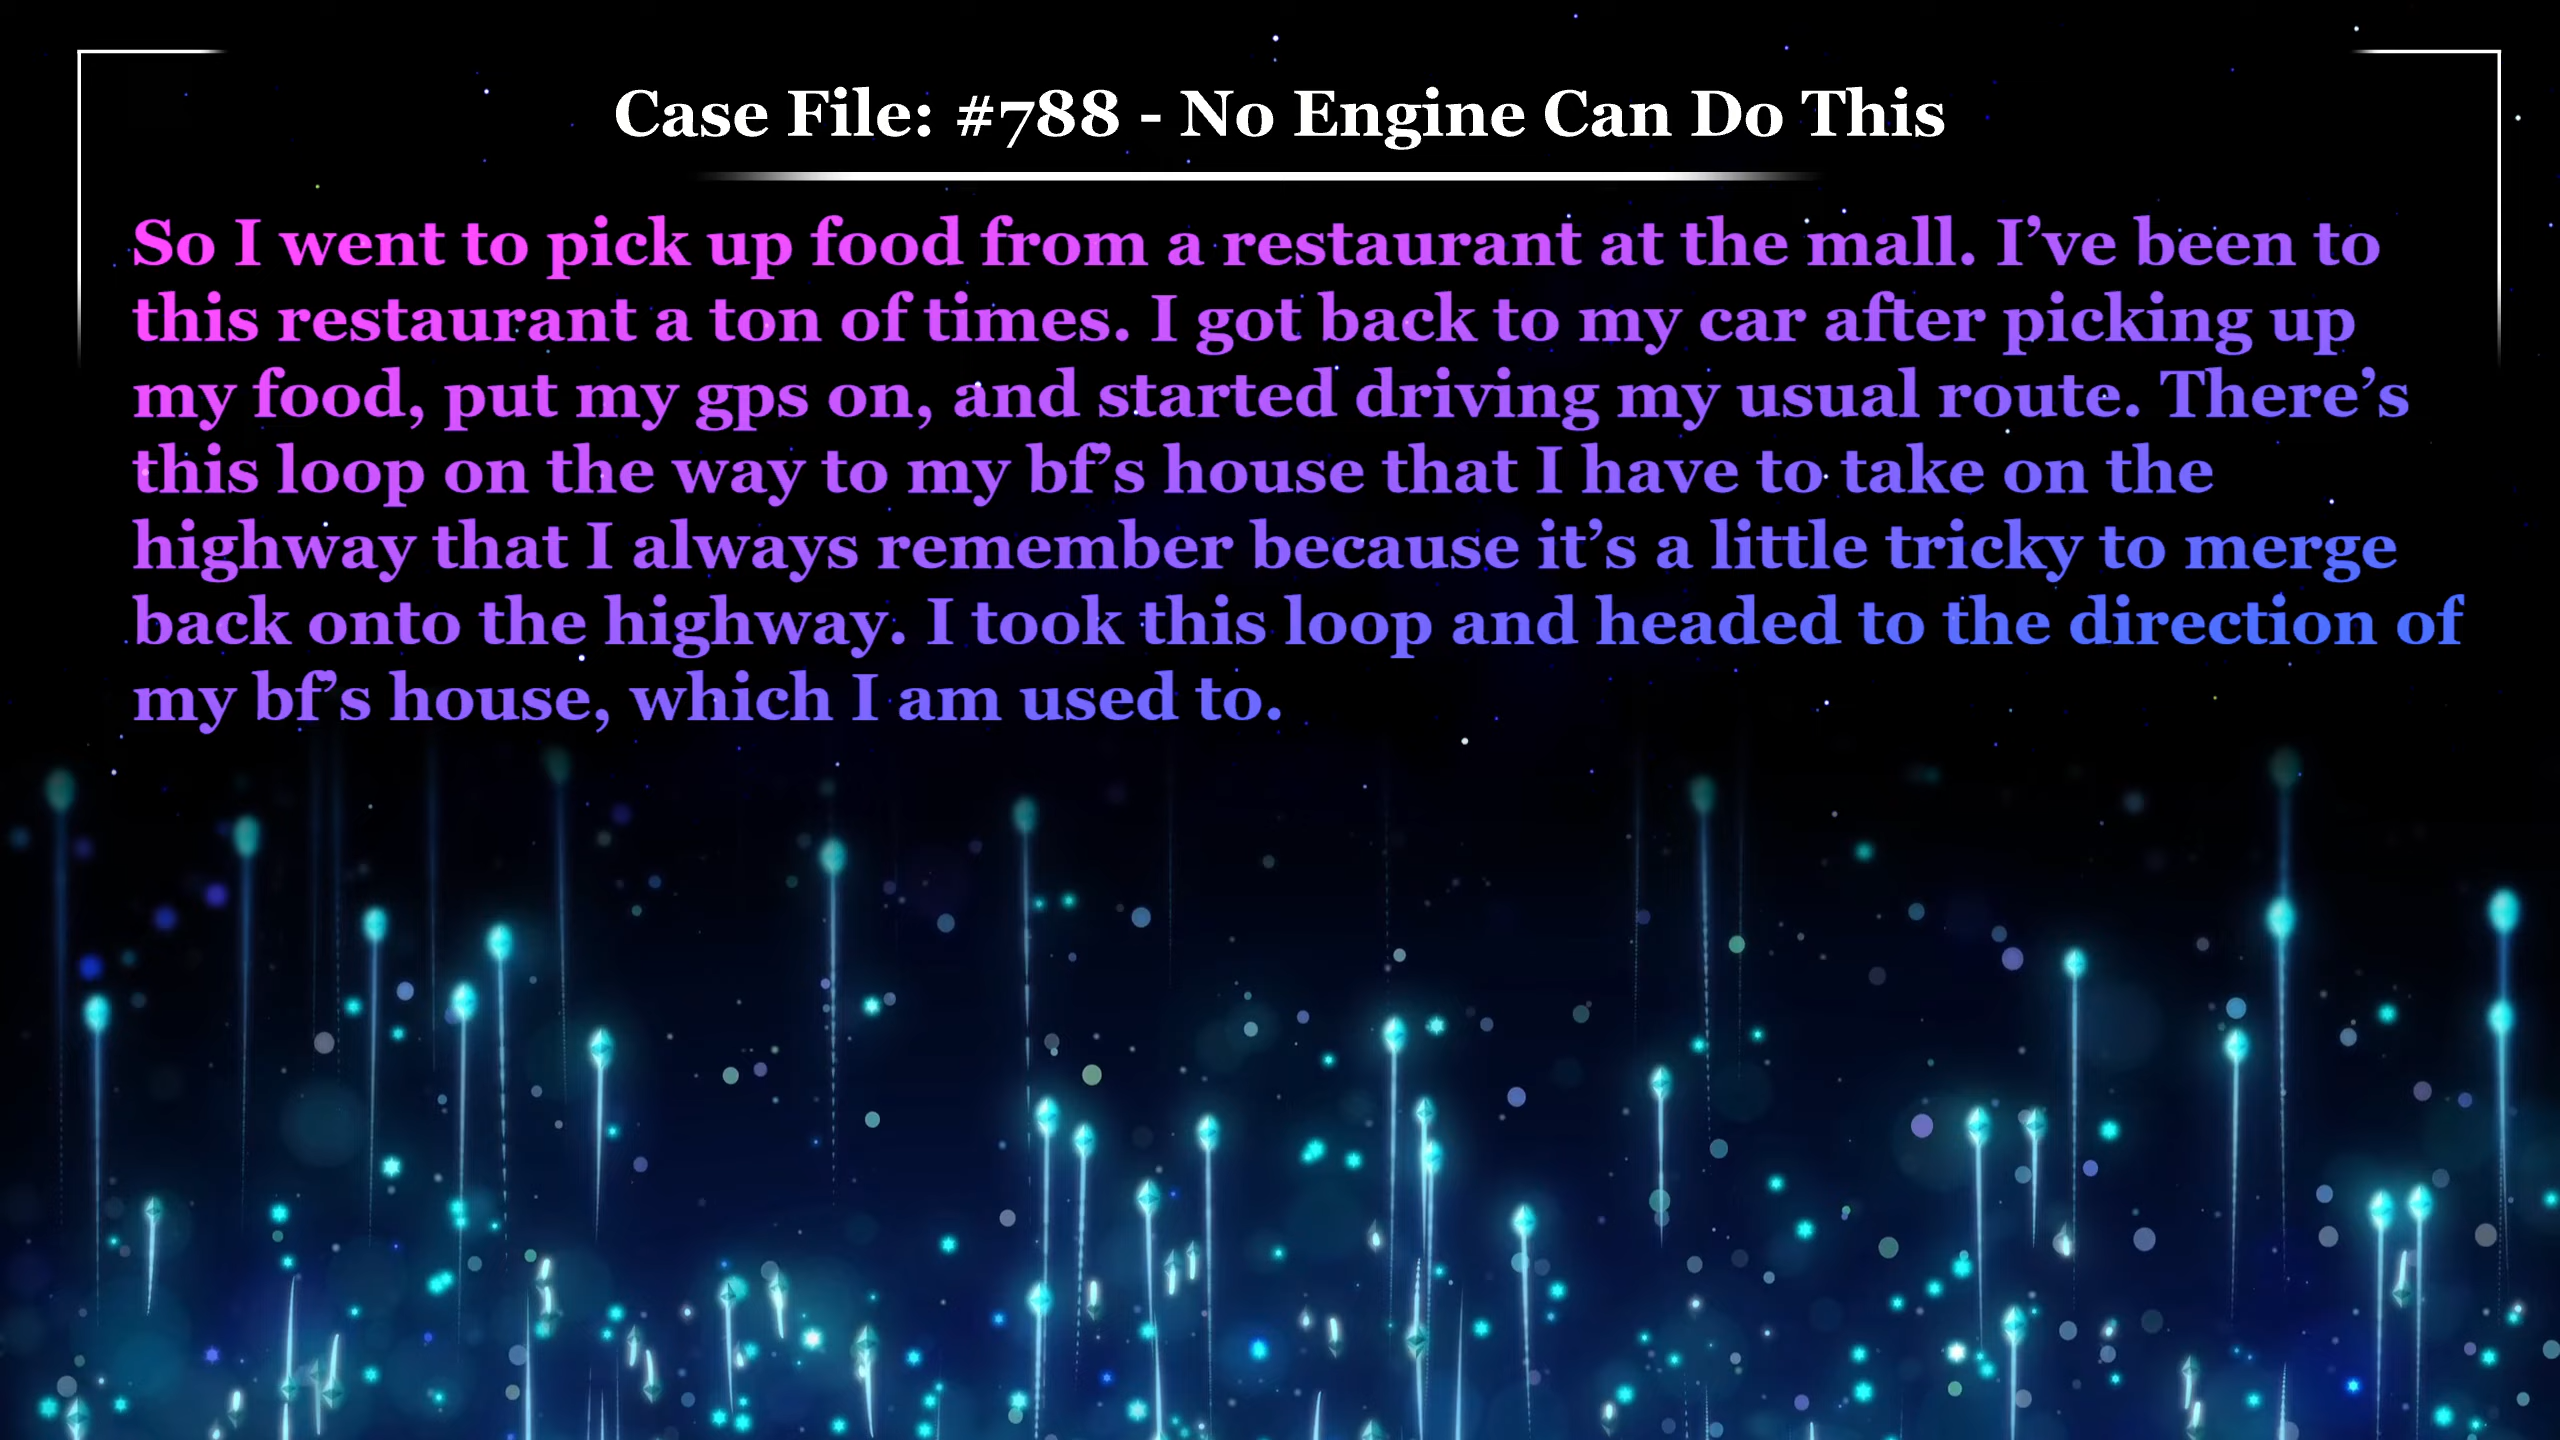 Case File: #788 - No Engine Can Do This
So I went to pick up food from a restaurant at the mall. I’ve been to
this restaurant a ton of times. I got back to my car after picking up
my food, put my gps on, and started driving my usual route. There’s
this loop on the way to my bf’s house that I have to take on the
highway that I always remember because it’s a little tricky to merge
back onto the highway. I took this loop and headed to the direction of
my bf’s house, which I am used to.